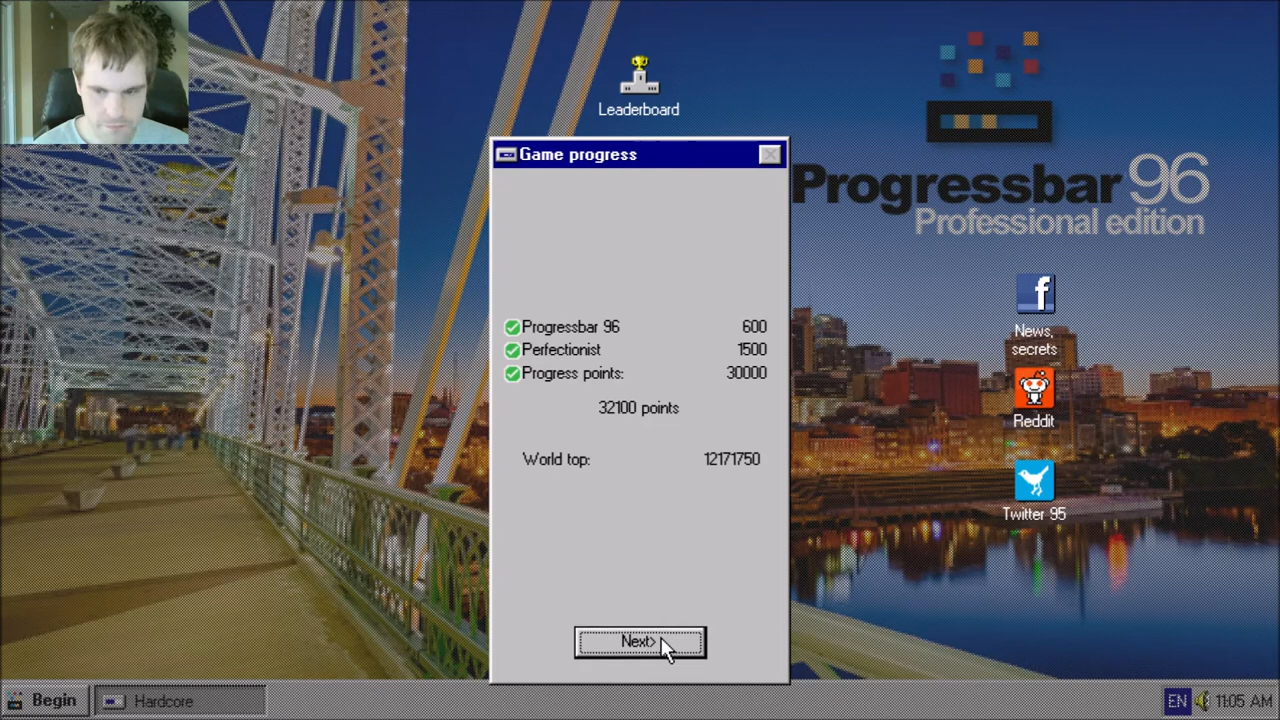 Leaderboard
Game progress
Progressbar 96
Professional edition
Progressbar 96 600
Perfectionist 1500
Progress points: 30000
32100 points
World top: 12171750
Next>
f
News,
secrets
Reddit
Twitter 95
Begin
Hardcore
EN
11:05 AM